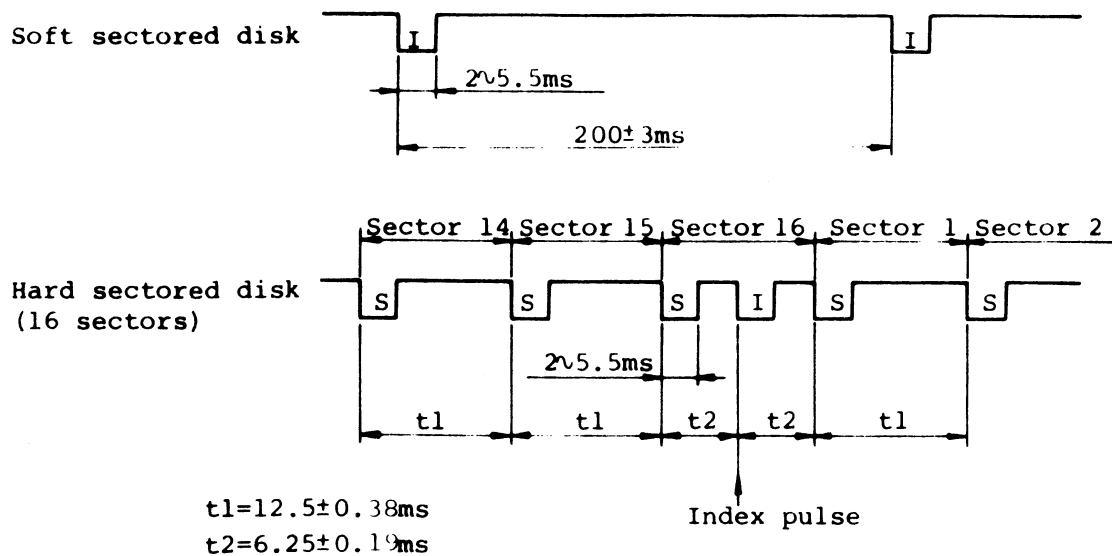 Soft sectored disk
I
I
2∿5.5ms
200±3ms
Sector 14
Sector 15
Sector 16
Sector 1
Sector 2
Hard sectored disk
(16 sectors)
S
S
S
I
S
S
2∿5.5ms
t1
t1
t2
t2
t1
t1=12.5±0.38ms
t2=6.25±0.19ms
Index pulse